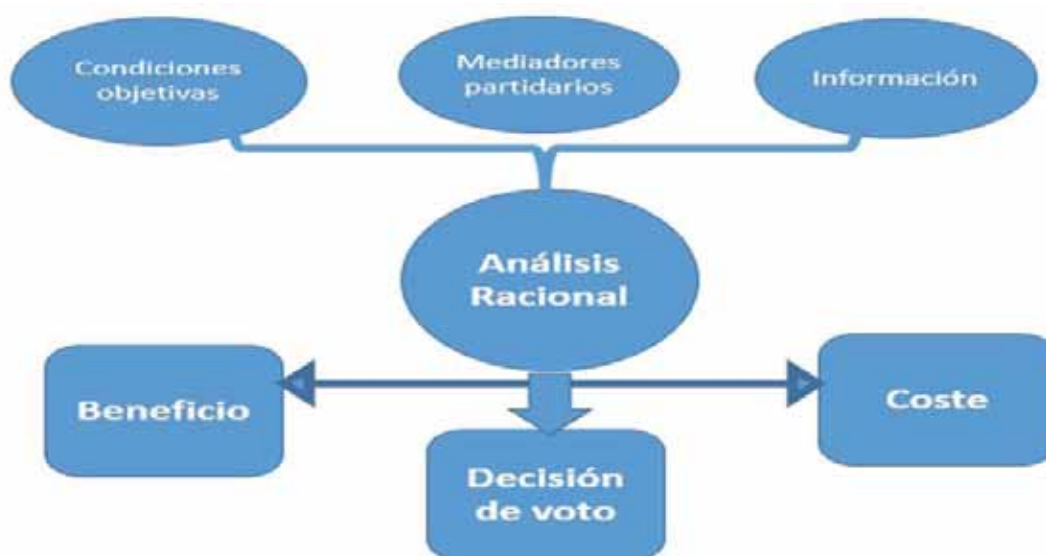 Condiciones
objetivas
Mediadores
partidarios
Información
Análisis
Racional
Beneficio
Coste
Decisión
de voto